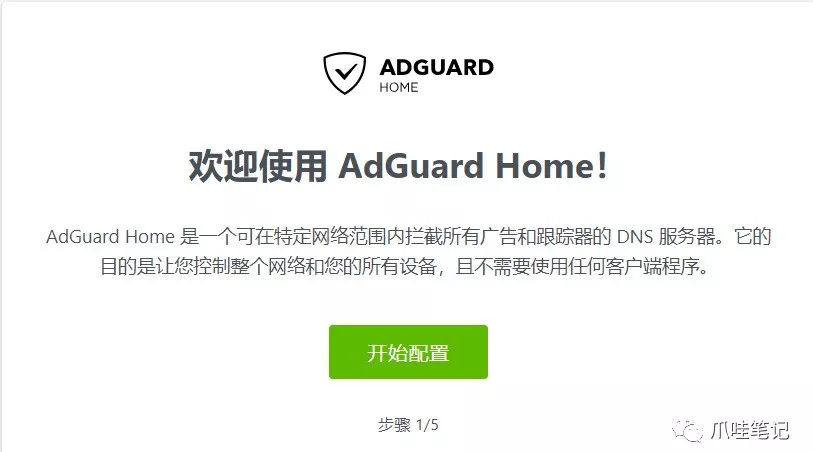 ADGUARD
HOME
欢迎使用 AdGuard Home！
AdGuard Home 是一个可在特定网络范围内拦截所有广告和跟踪器的 DNS 服务器。它的
目的是让您控制整个网络和您的所有设备，且不需要使用任何客户端程序。
开始配置
步骤 1/5
爪哇笔记